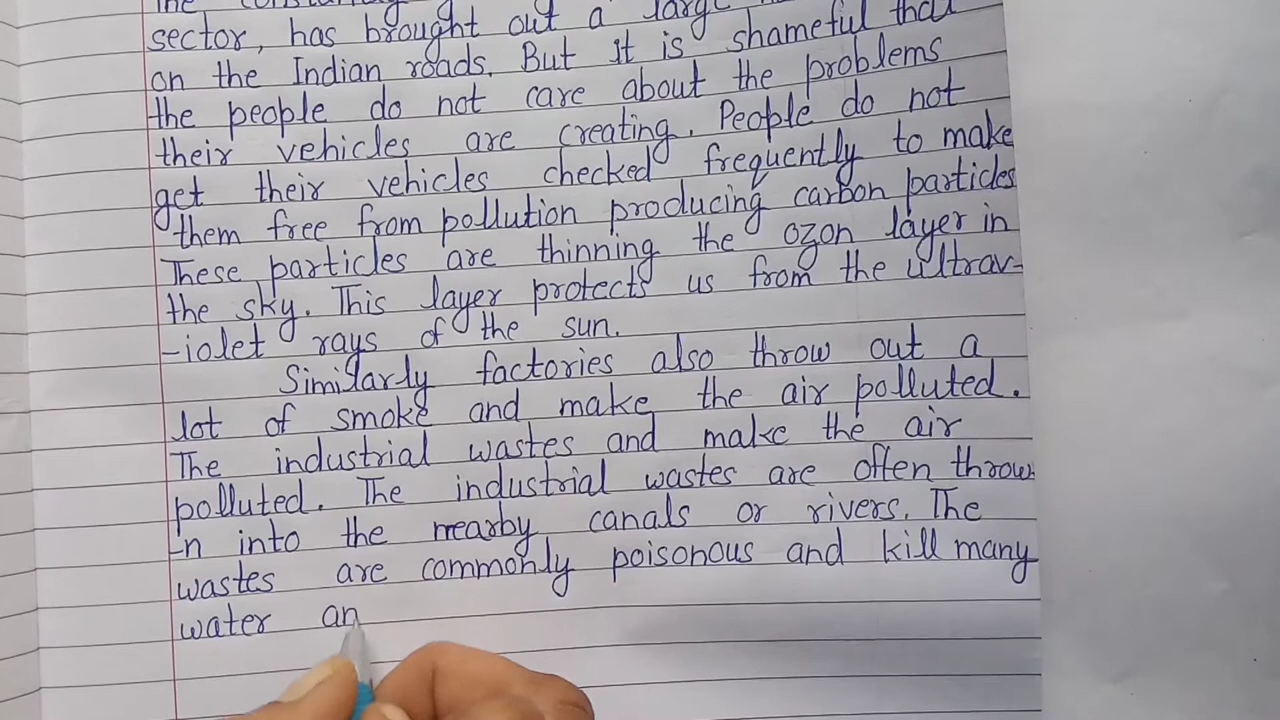 The
sector, has brought out a large
on the Indian roads. But it is shameful that
the people do not care about the problems
their vehicles are creating. People do not
get their vehicles checked frequently to make
them free from pollution producing carbon particles
These particles are thinning the ozon layer in
the sky. This layer protects us from the ultrav-
-iolet rays of the sun.
Similarly factories also throw out a
lot of smoke and make the air polluted.
The industrial wastes and make the air
polluted. The industrial wastes are often throw
-n into the nearby canals or rivers. The
wastes are commonly poisonous and kill many
water an